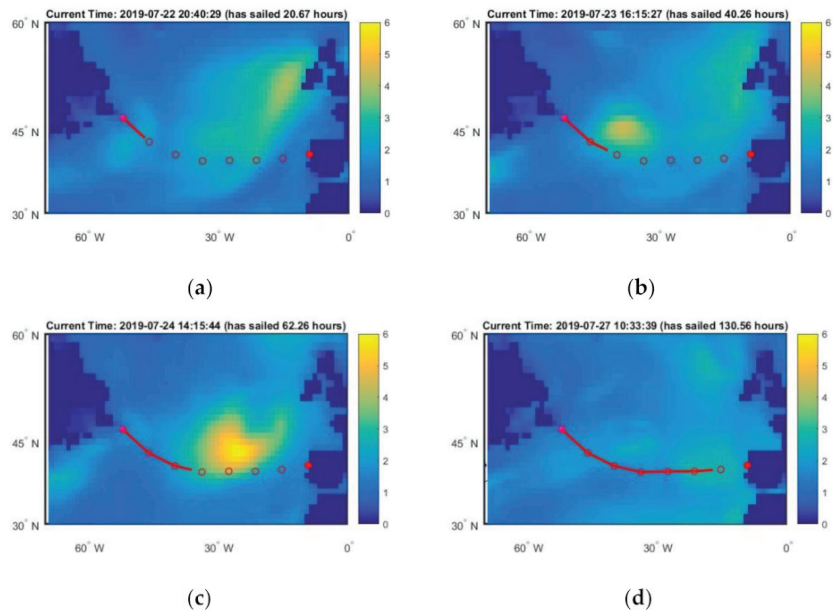 Current Time: 2019-07-22 20:40:29 (has sailed 20.67 hours)
60° N
45° N
30° N
60° W
30° W
0°
6
5
4
3
2
1
0
(a)
Current Time: 2019-07-23 16:15:27 (has sailed 40.26 hours)
60° N
45° N
30° N
60° W
30° W
0°
6
5
4
3
2
1
0
(b)
Current Time: 2019-07-24 14:15:44 (has sailed 62.26 hours)
60° N
45° N
30° N
60° W
30° W
0°
6
5
4
3
2
1
0
(c)
Current Time: 2019-07-27 10:33:39 (has sailed 130.56 hours)
60° N
45° N
30° N
60° W
30° W
0°
6
5
4
3
2
1
0
(d)